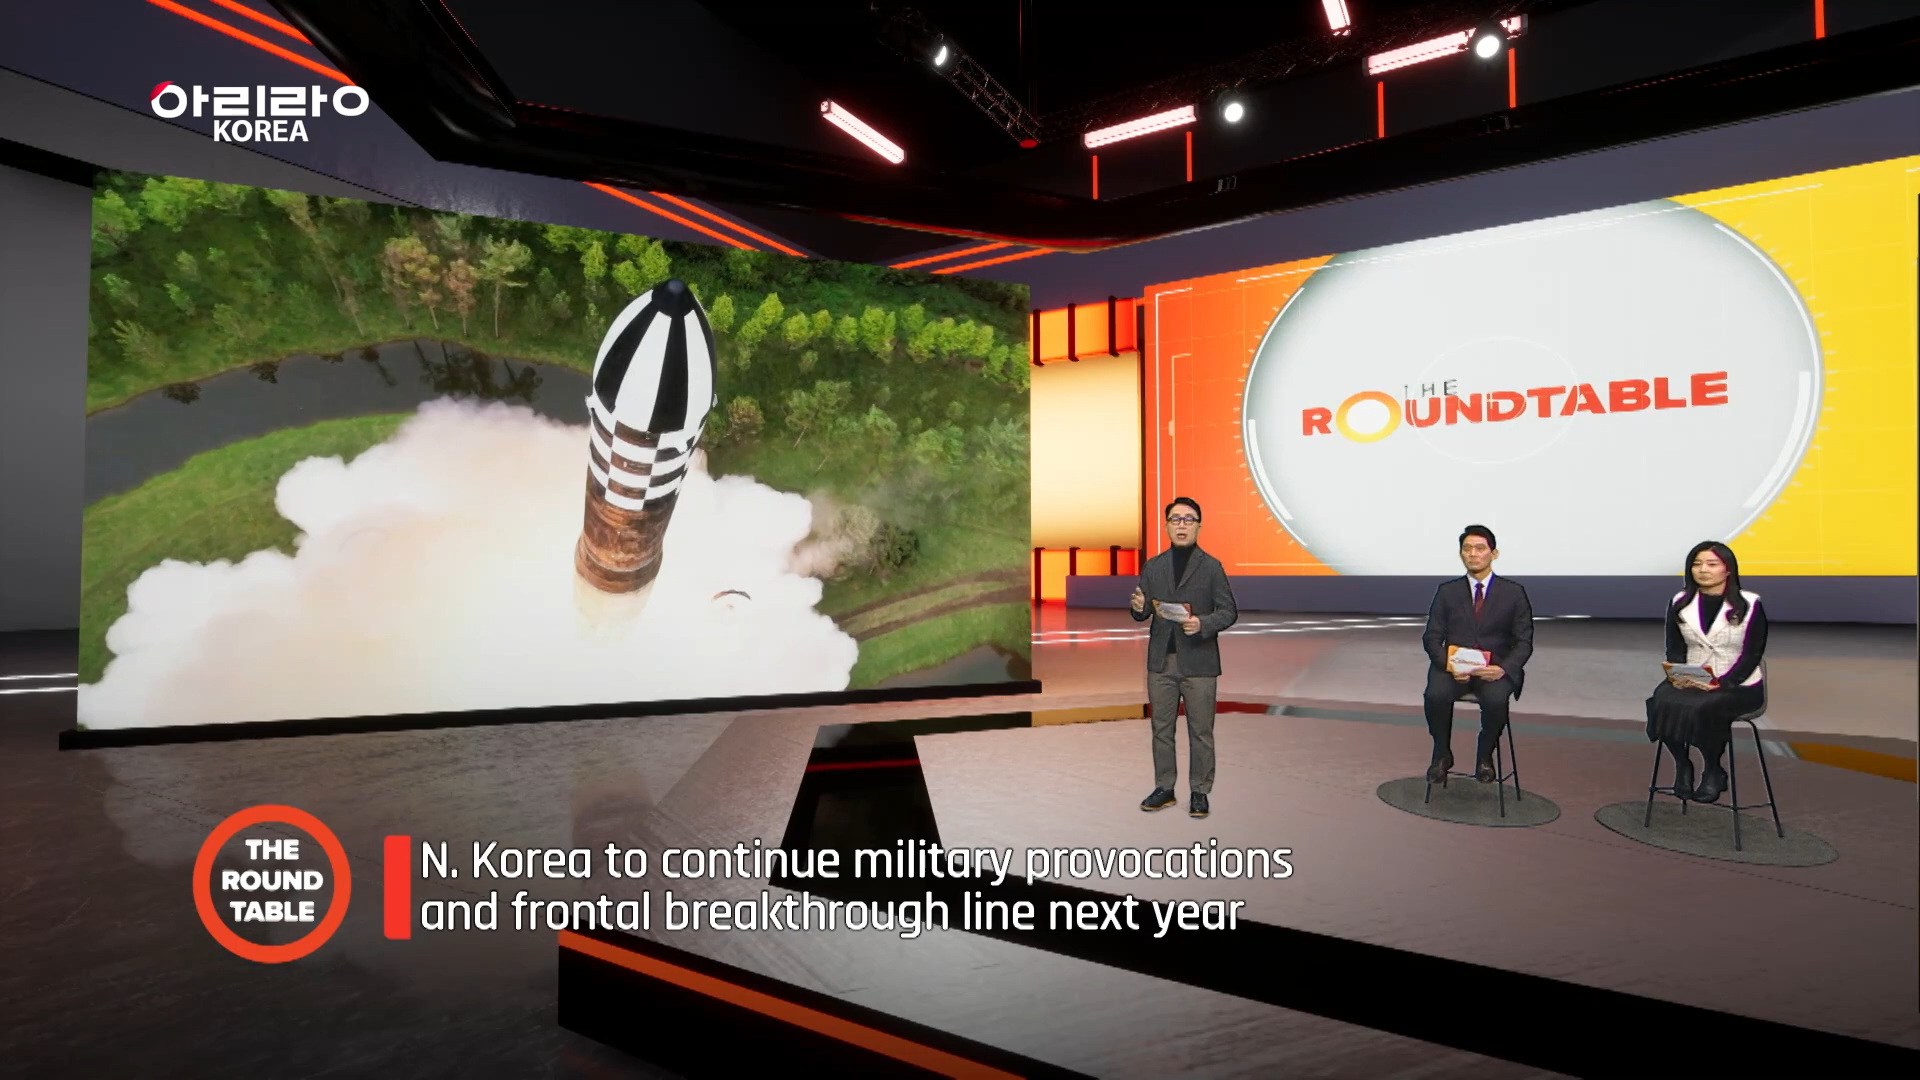 아리랑
KOREA
THE
ROUNDTABLE
THE
ROUND
TABLE
N. Korea to continue military provocations
and frontal breakthrough line next year